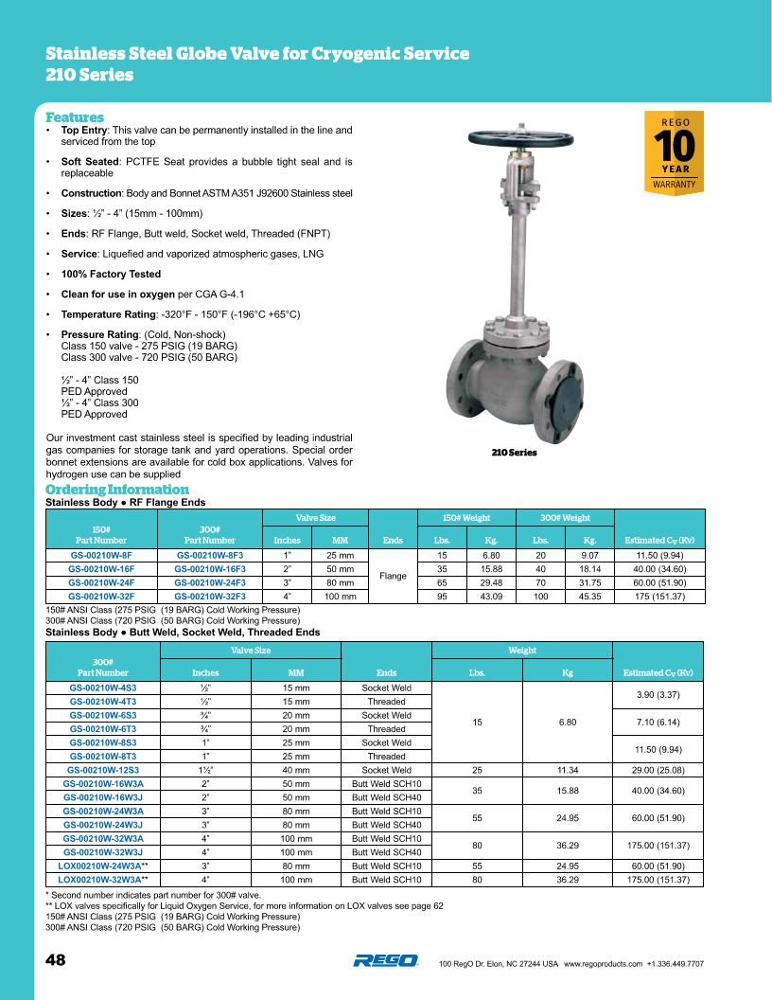 Stainless Steel Globe Valve for Cryogenic Service
210 Series
Features
• Top Entry: This valve can be permanently installed in the line and
serviced from the top
• Soft Seated: PCTFE Seat provides a bubble tight seal and is
replaceable
• Construction: Body and Bonnet ASTM A351 J92600 Stainless steel
• Sizes: ½” - 4” (15mm - 100mm)
• Ends: RF Flange, Butt weld, Socket weld, Threaded (FNPT)
• Service: Liquefied and vaporized atmospheric gases, LNG
• 100% Factory Tested
• Clean for use in oxygen per CGA G-4.1
• Temperature Rating: -320°F - 150°F (-196°C +65°C)
• Pressure Rating: (Cold, Non-shock)
Class 150 valve - 275 PSIG (19 BARG)
Class 300 valve - 720 PSIG (50 BARG)
½” - 4” Class 150
PED Approved
½” - 4” Class 300
PED Approved
Our investment cast stainless steel is specified by leading industrial
gas companies for storage tank and yard operations. Special order
bonnet extensions are available for cold box applications. Valves for
hydrogen use can be supplied
REGO
10
YEAR
WARRANTY
210 Series
Ordering Information
Stainless Body ● RF Flange Ends
150# Part Number 300# Part Number Valve Size Ends 150# Weight 300# Weight Estimated Cv (Kv)
Inches MM Lbs. Kg. Lbs. Kg.
GS-00210W-8F GS-00210W-8F3 1” 25 mm Flange 15 6.80 20 9.07 11.50 (9.94)
GS-00210W-16F GS-00210W-16F3 2” 50 mm 35 15.88 40 18.14 40.00 (34.60)
GS-00210W-24F GS-00210W-24F3 3” 80 mm 65 29.48 70 31.75 60.00 (51.90)
GS-00210W-32F GS-00210W-32F3 4” 100 mm 95 43.09 100 45.35 175 (151.37)
150# ANSI Class (275 PSIG (19 BARG) Cold Working Pressure)
300# ANSI Class (720 PSIG (50 BARG) Cold Working Pressure)
Stainless Body ● Butt Weld, Socket Weld, Threaded Ends
300# Part Number Valve Size Ends Weight Estimated Cv (Kv)
Inches MM Lbs. Kg
GS-00210W-4S3 ½” 15 mm Socket Weld 15 6.80 3.90 (3.37)
GS-00210W-4T3 ½” 15 mm Threaded
GS-00210W-6S3 ¾” 20 mm Socket Weld 7.10 (6.14)
GS-00210W-6T3 ¾” 20 mm Threaded
GS-00210W-8S3 1” 25 mm Socket Weld 11.50 (9.94)
GS-00210W-8T3 1” 25 mm Threaded
GS-00210W-12S3 1½” 40 mm Socket Weld 25 11.34 29.00 (25.08)
GS-00210W-16W3A 2” 50 mm Butt Weld SCH10 35 15.88 40.00 (34.60)
GS-00210W-16W3J 2” 50 mm Butt Weld SCH40
GS-00210W-24W3A 3” 80 mm Butt Weld SCH10 55 24.95 60.00 (51.90)
GS-00210W-24W3J 3” 80 mm Butt Weld SCH40
GS-00210W-32W3A 4” 100 mm Butt Weld SCH10 80 36.29 175.00 (151.37)
GS-00210W-32W3J 4” 100 mm Butt Weld SCH40
LOX00210W-24W3A** 3” 80 mm Butt Weld SCH10 55 24.95 60.00 (51.90)
LOX00210W-32W3A** 4” 100 mm Butt Weld SCH10 80 36.29 175.00 (151.37)
* Second number indicates part number for 300# valve.
** LOX valves specifically for Liquid Oxygen Service, for more information on LOX valves see page 62
150# ANSI Class (275 PSIG (19 BARG) Cold Working Pressure)
300# ANSI Class (720 PSIG (50 BARG) Cold Working Pressure)
48
REGO
100 RegO Dr. Elon, NC 27244 USA www.regoproducts.com +1.336.449.7707